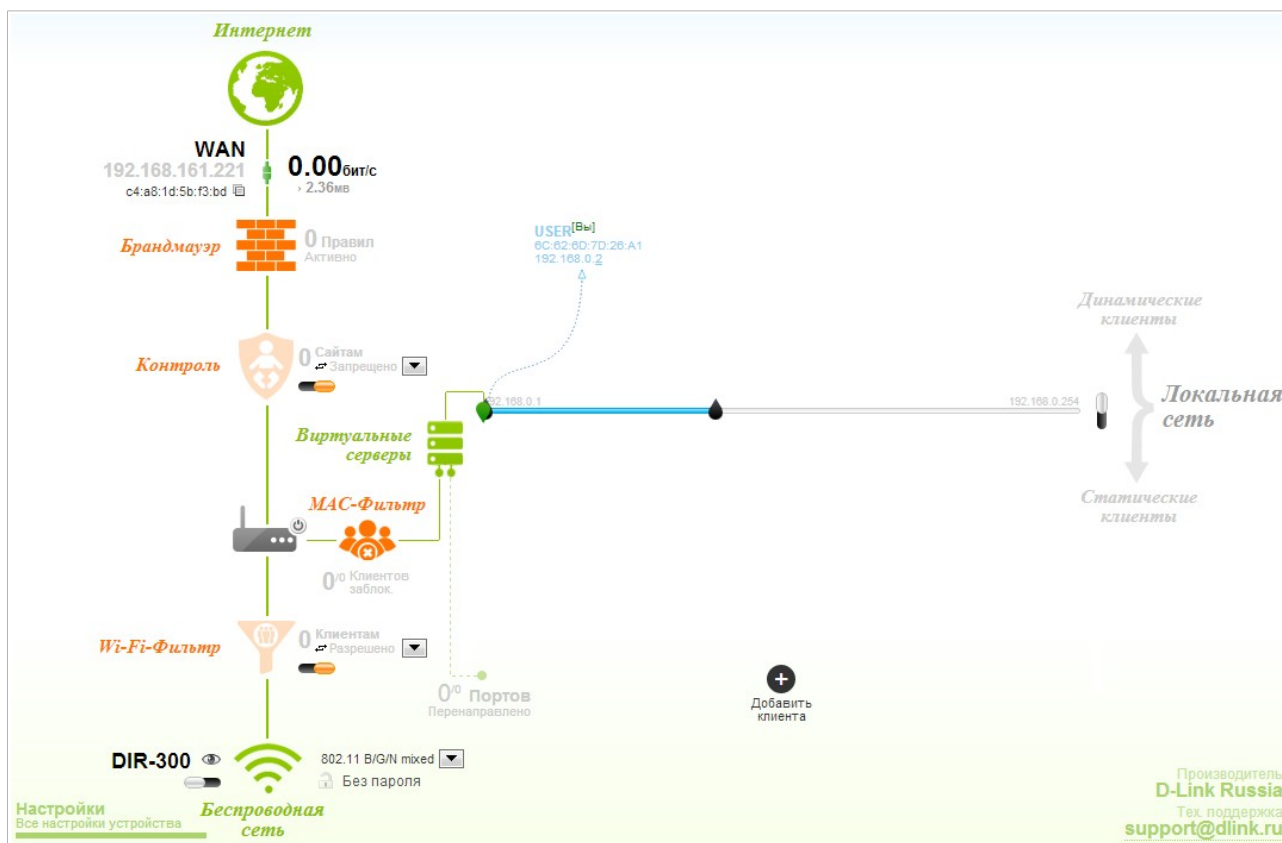 Интернет
WAN
192.168.161.221
c4:a8:1d:5b:f3:bd
0.00бит/с
› 2.36мв
Брандмауэр
0 Правил
Активно
USER[Вы]
6C:62:6D:7D:26:A1
192.168.0.2
Контроль
0 Сайтам
Запрещено
192.168.0.1
192.168.0.254
Динамические
клиенты
Локальная
сеть
Статические
клиенты
Виртуальные
серверы
MAC-Фильтр
0/0 Клиентов
заблок.
Wi-Fi-Фильтр
0 Клиентам
Разрешено
0/0 Портов
Перенаправлено
Добавить
клиента
DIR-300
802.11 B/G/N mixed
Без пароля
Беспроводная
сеть
Настройки
Все настройки устройства
Производитель
D-Link Russia
Тех. поддержка
support@dlink.ru